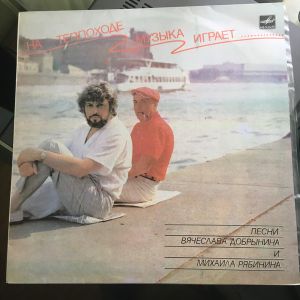 НА ТЕПЛОХОДЕ МУЗЫКА ИГРАЕТ...............
ПЕСНИ
ВЯЧЕСЛАВА ДОБРЫНИНА
И
МИХАИЛА РЯБИНИНА